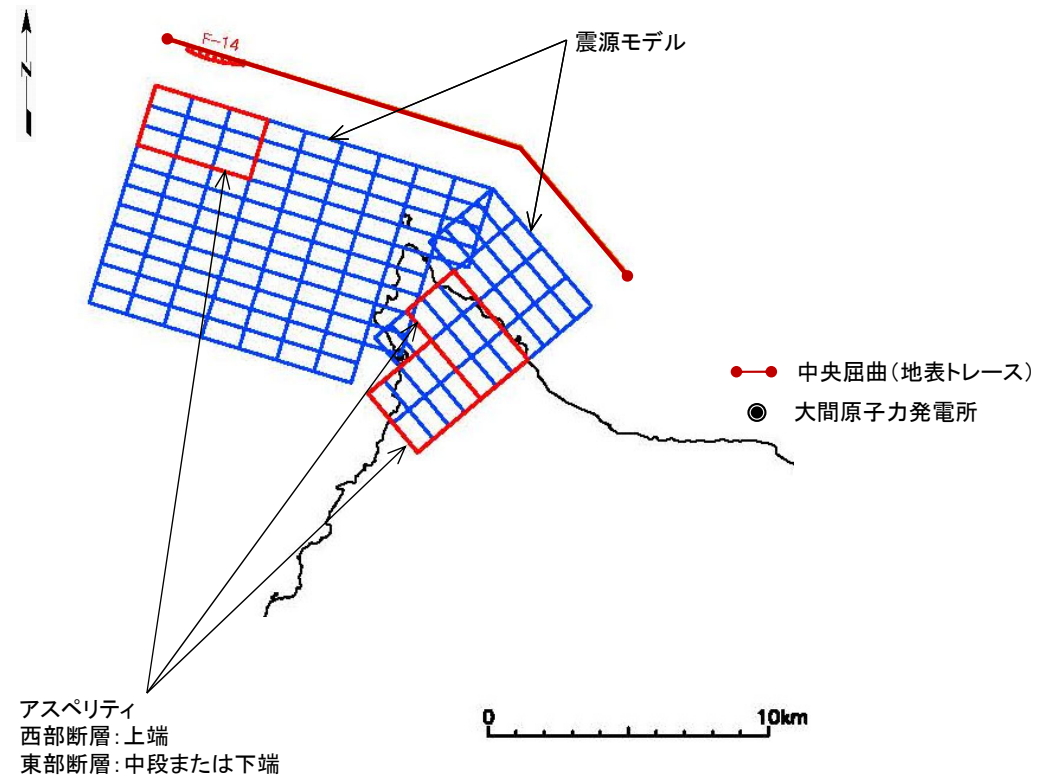 F-14
震源モデル
N
中央屈曲(地表トレース)
大間原子力発電所
アスペリティ
西部断層:上端
東部断層:中段または下端
0 10km